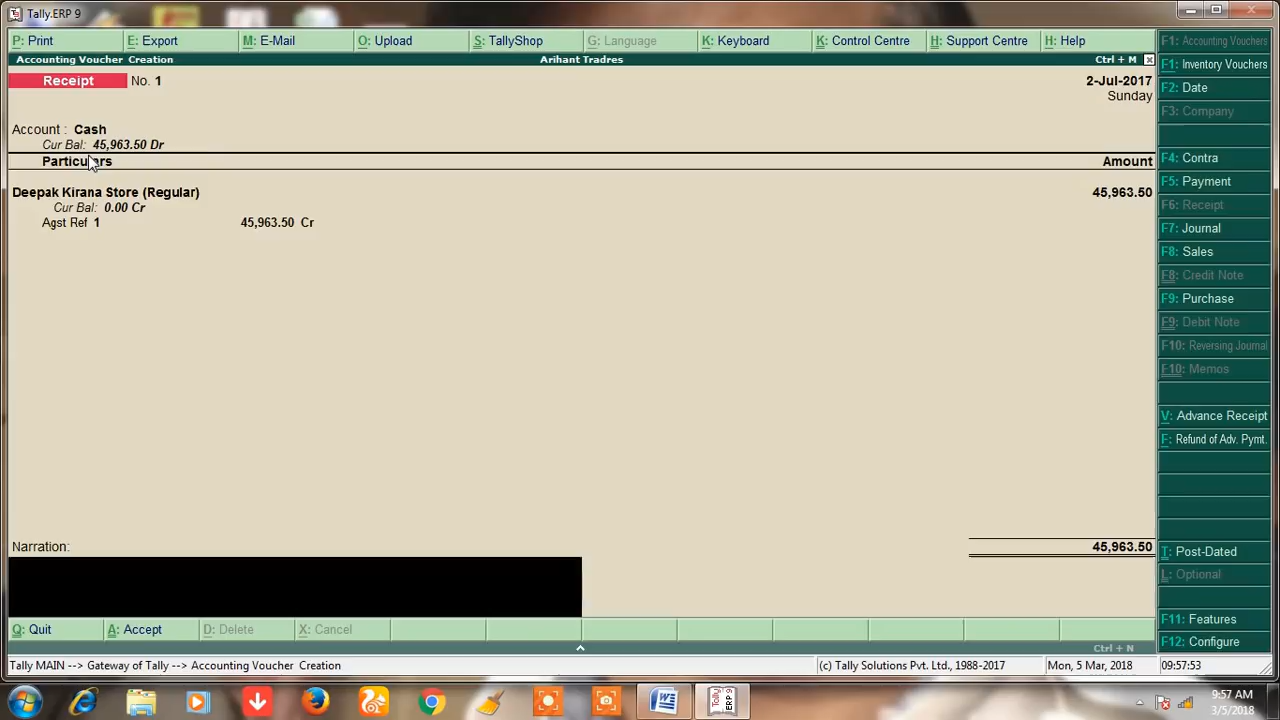 Tally.ERP 9
P: Print
E: Export
M: E-Mail
O: Upload
S: TallyShop
G: Language
K: Keyboard
K: Control Centre
H: Support Centre
H: Help
Accounting Voucher Creation
Arihant Tradres
Ctrl + M
Receipt No. 1
2-Jul-2017
Sunday
Account : Cash
Cur Bal: 45,963.50 Dr
Particulars
Amount
Deepak Kirana Store (Regular)
45,963.50
Cur Bal: 0.00 Cr
Agst Ref 1
45,963.50 Cr
Narration:
45,963.50
F1: Accounting Vouchers
F1: Inventory Vouchers
F2: Date
F3: Company
F4: Contra
F5: Payment
F6: Receipt
F7: Journal
F8: Sales
F8: Credit Note
F9: Purchase
F9: Debit Note
F10: Reversing Journal
F10: Memos
V: Advance Receipt
F: Refund of Adv. Pymt.
T: Post-Dated
L: Optional
F11: Features
F12: Configure
Q: Quit
A: Accept
D: Delete
X: Cancel
Ctrl + N
Tally MAIN --> Gateway of Tally --> Accounting Voucher Creation
(c) Tally Solutions Pvt. Ltd., 1988-2017
Mon, 5 Mar, 2018
09:57:53
9:57 AM
3/5/2018